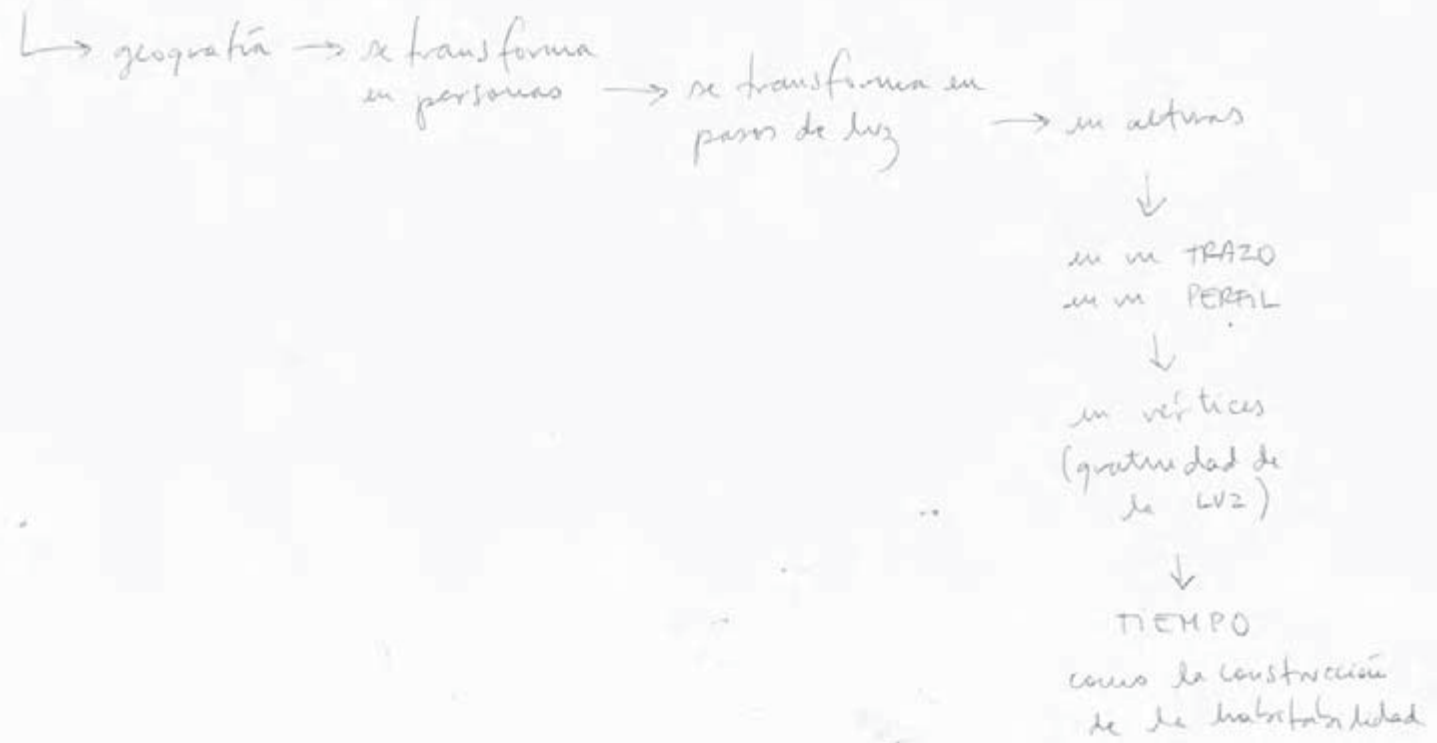 geografía → se transforma
en personas → se transforma en
pasos de luz → en alturas
↓
en un TRAZO
en un PERFIL
↓
en vértices
(gratuidad de
la LUZ)
↓
TIEMPO
como la construcción
de la habitabilidad